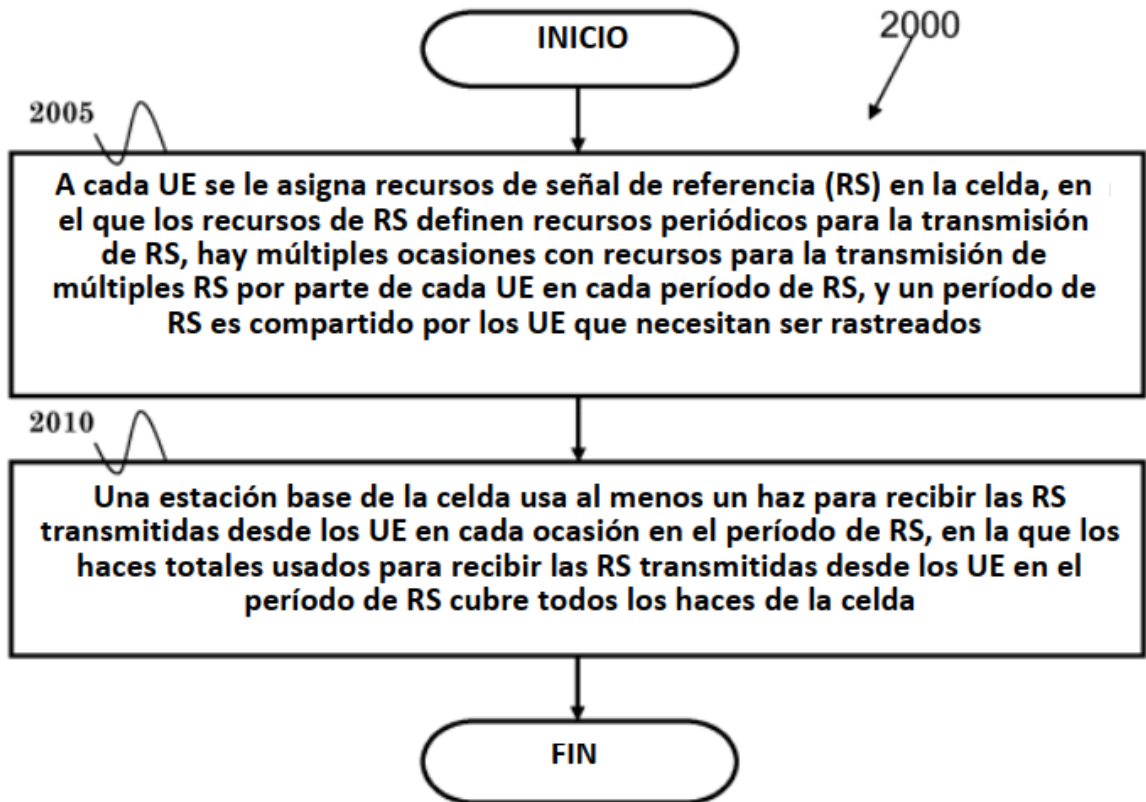 INICIO
2000
2005
A cada UE se le asigna recursos de señal de referencia (RS) en la celda, en
el que los recursos de RS definen recursos periódicos para la transmisión
de RS, hay múltiples ocasiones con recursos para la transmisión de
múltiples RS por parte de cada UE en cada período de RS, y un período de
RS es compartido por los UE que necesitan ser rastreados
2010
Una estación base de la celda usa al menos un haz para recibir las RS
transmitidas desde los UE en cada ocasión en el período de RS, en la que los
haces totales usados para recibir las RS transmitidas desde los UE en el
período de RS cubre todos los haces de la celda
FIN